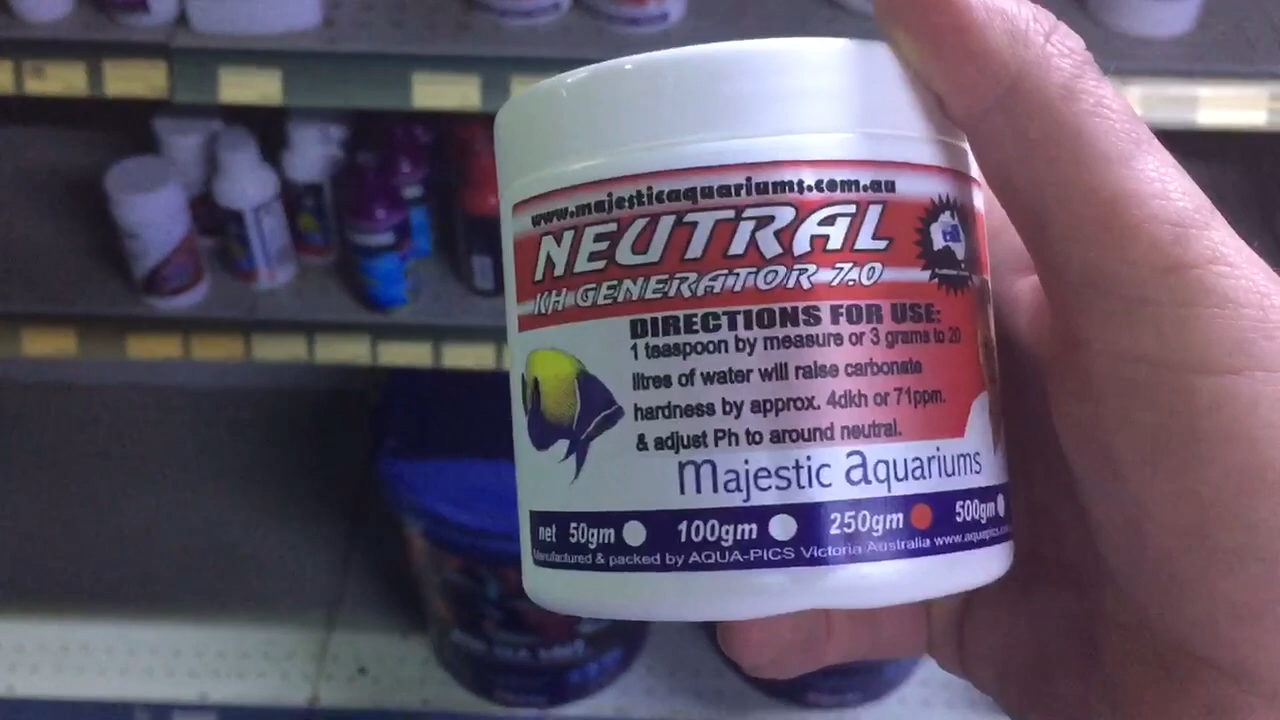 www.majesticaquariums.com.au
NEUTRAL
KH GENERATOR 7.0
DIRECTIONS FOR USE:
1 teaspoon by measure or 3 grams to 20
litres of water will raise carbonate
hardness by approx. 4dkh or 71ppm.
& adjust Ph to around neutral.
majestic aquariums
net 50gm 100gm 250gm 500gm
Manufactured & packed by AQUA-PICS Victoria Australia